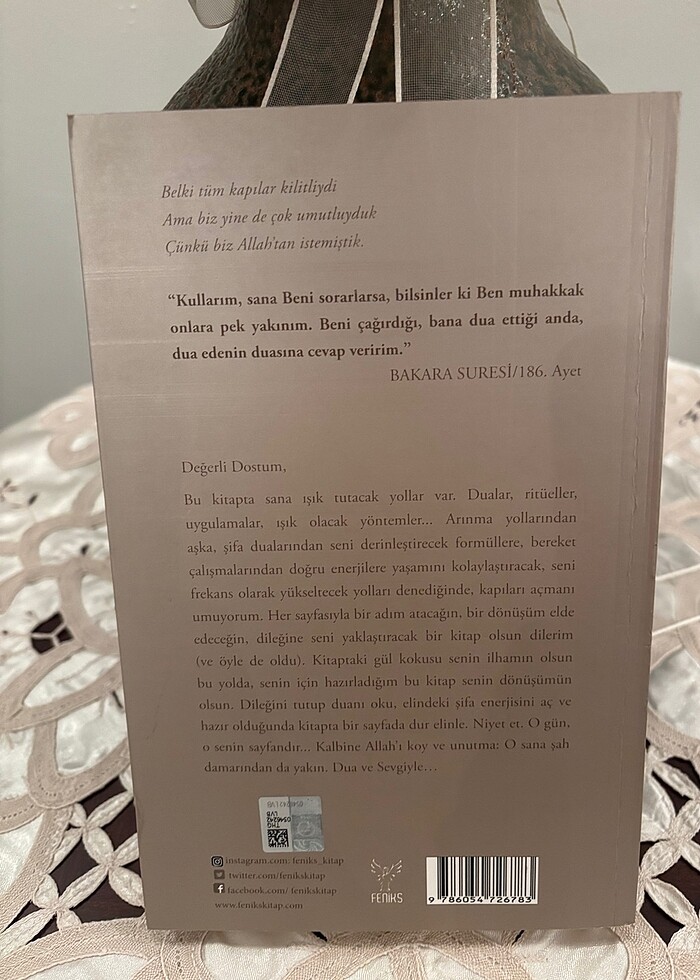 Belki tüm kapılar kilitliydi
Ama biz yine de çok umutluyduk
Çünkü biz Allah'tan istemiştik.
“Kullarım, sana Beni sorarlarsa, bilsinler ki Ben muhakkak
onlara pek yakınım. Beni çağırdığı, bana dua ettiği anda,
dua edenin duasına cevap veririm.”
BAKARA SURESİ/186. Ayet
Değerli Dostum,
Bu kitapta sana ışık tutacak yollar var. Dualar, ritüeller,
uygulamalar, ışık olacak yöntemler... Arınma yollarından
aşka, şifa dualarından seni derinleştirecek formüllere, bereket
çalışmalarından doğru enerjilere yaşamını kolaylaştıracak, seni
frekans olarak yükseltecek yolları denediğinde, kapıları açmanı
umuyorum. Her sayfasıyla bir adım atacağın, bir dönüşüm elde
edeceğin, dileğine seni yaklaştıracak bir kitap olsun dilerim
(ve öyle de oldu). Kitaptaki gül kokusu senin ilhamın olsun
bu yolda, senin için hazırladığım bu kitap senin dönüşümün
olsun. Dileğini tutup duanı oku, elindeki şifa enerjisini aç ve
hazır olduğunda kitapta bir sayfada dur elinle. Niyet et. O gün,
o senin sayfandır... Kalbine Allah'ı koy ve unutma: O sana şah
damarından da yakın. Dua ve Sevgiyle...
0546242 LVB
THG
0546242
LVB
instagram.com: feniks_kitap
twitter.com/fenikskitap
facebook.com/ fenikskitap
www.fenikskitap.com
FENİKS
9 786054 726783